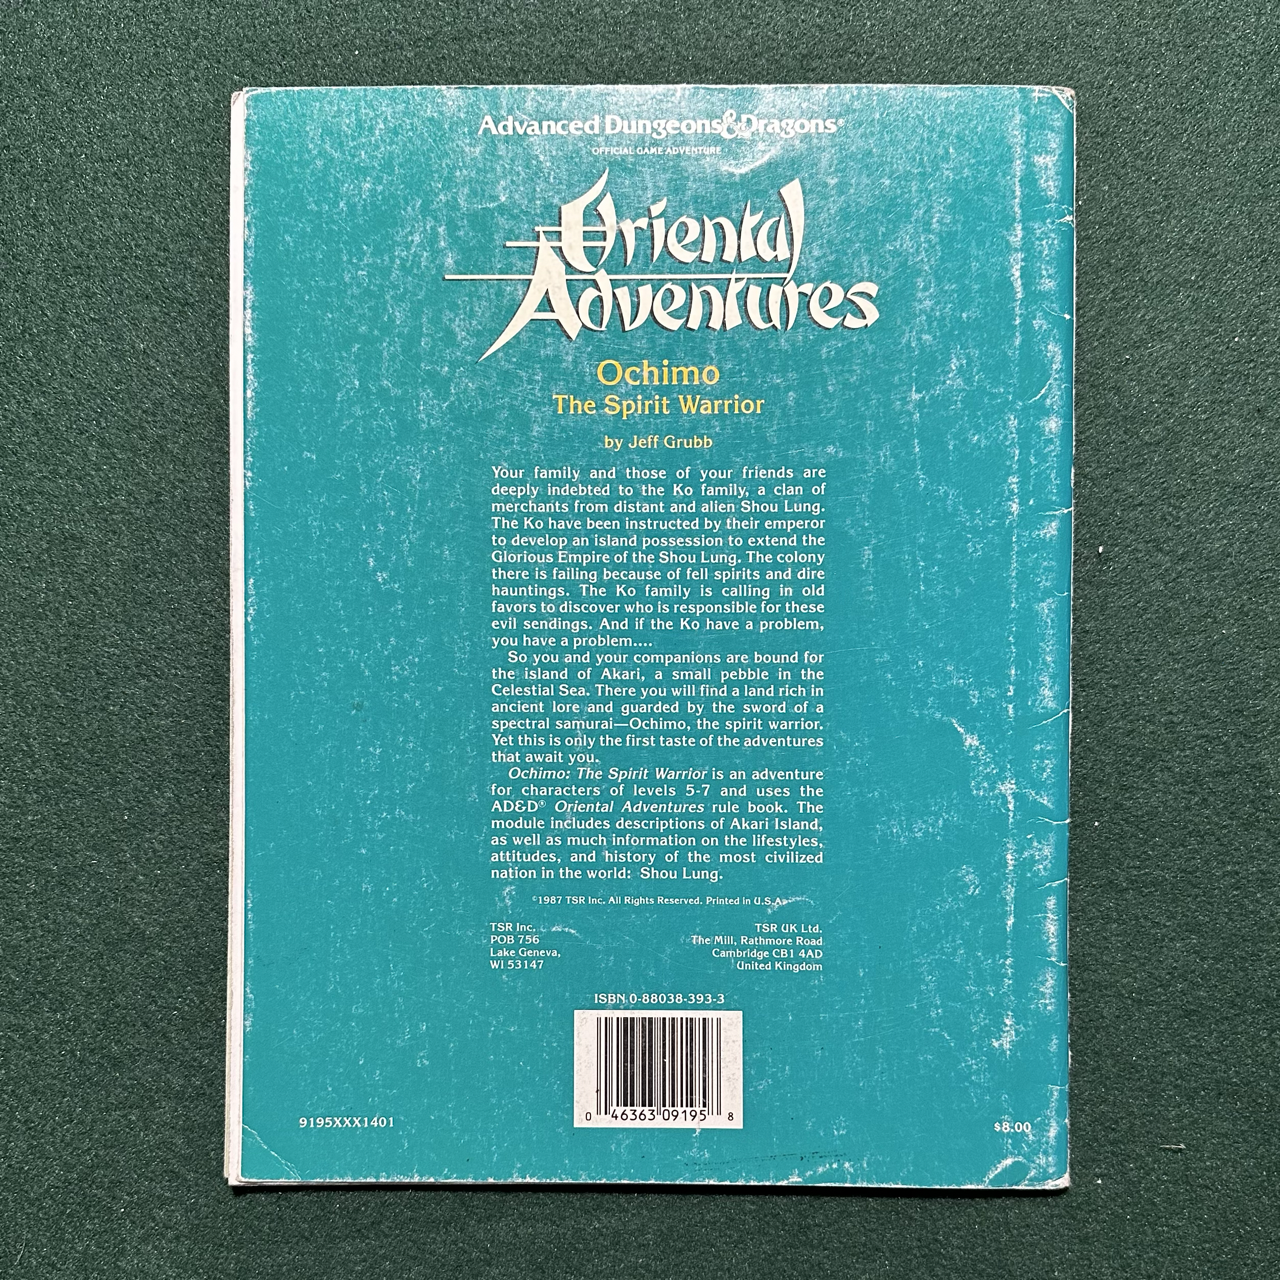 Advanced Dungeons&Dragons®
OFFICIAL GAME ADVENTURE
Oriental
Adventures
Ochimo
The Spirit Warrior
by Jeff Grubb
Your family and those of your friends are
deeply indebted to the Ko family, a clan of
merchants from distant and alien Shou Lung.
The Ko have been instructed by their emperor
to develop an island possession to extend the
Glorious Empire of the Shou Lung. The colony
there is failing because of fell spirits and dire
hauntings. The Ko family is calling in old
favors to discover who is responsible for these
evil sendings. And if the Ko have a problem,
you have a problem....
So you and your companions are bound for
the island of Akari, a small pebble in the
Celestial Sea. There you will find a land rich in
ancient lore and guarded by the sword of a
spectral samurai—Ochimo, the spirit warrior.
Yet this is only the first taste of the adventures
that await you.
Ochimo: The Spirit Warrior is an adventure
for characters of levels 5-7 and uses the
AD&D® Oriental Adventures rule book. The
module includes descriptions of Akari Island,
as well as much information on the lifestyles,
attitudes, and history of the most civilized
nation in the world: Shou Lung.
©1987 TSR Inc. All Rights Reserved. Printed in U.S.A.
TSR Inc.
POB 756
Lake Geneva,
WI 53147
TSR UK Ltd.
The Mill, Rathmore Road
Cambridge CB1 4AD
United Kingdom
ISBN 0-88038-393-3
0 46363 09195 8
9195XXX1401
$8.00